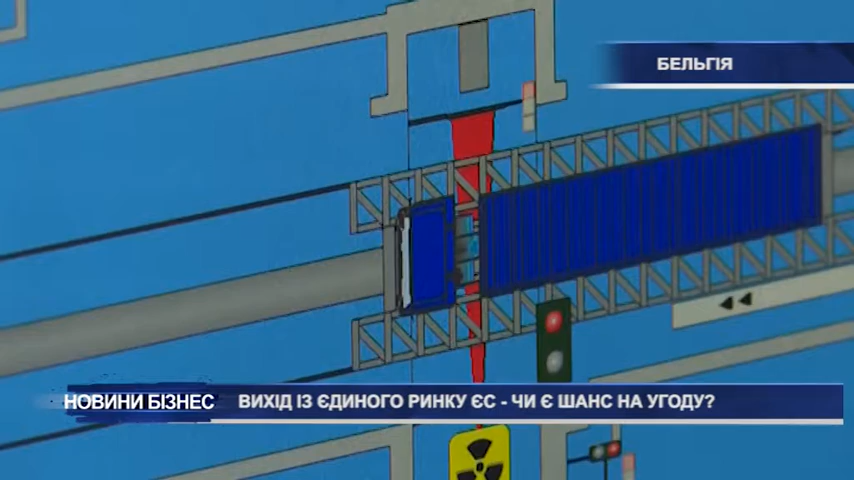 БЕЛЬГІЯ
НОВИНИ БІЗНЕС
ВИХІД ІЗ ЄДИНОГО РИНКУ ЄС - ЧИ Є ШАНС НА УГОДУ?